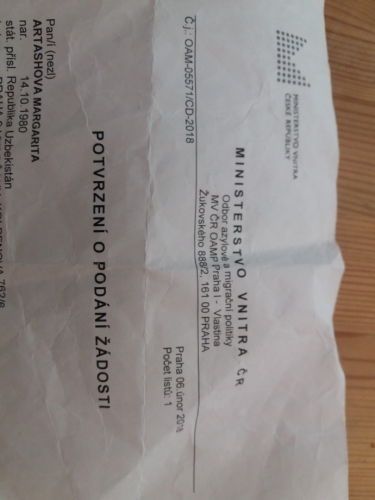 MINISTERSTVO VNITRA
ČESKÉ REPUBLIKY
MINISTERSTVO VNITRA ČR
Odbor azylové a migrační politiky
MV ČR OAMP Praha I - Vlastina
Žukovského 888/2, 161 00 PRAHA
Č.j.: OAM-05571/CD-2018
Praha 06.únor 2018
Počet listů: 1
POTVRZENÍ O PODÁNÍ ŽÁDOSTI
Pan/í (nezl)
ARTASHOVA MARGARITA
nar. 14.10.1980
stát. přísl. Republika Uzbekistán